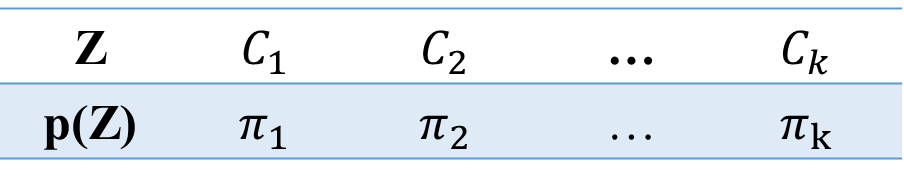 Z C₁ C₂ ... Cₖ
p(Z) π₁ π₂ ... πₖ